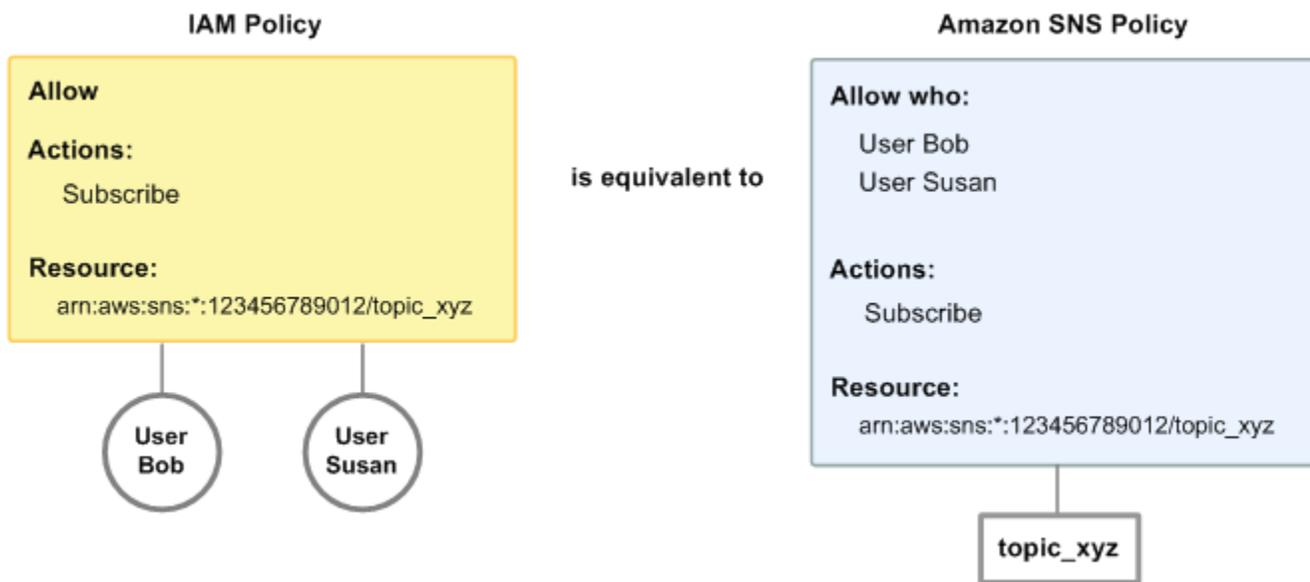 IAM Policy
Allow
Actions:
Subscribe
Resource:
arn:aws:sns:*:123456789012/topic_xyz
User
Bob
User
Susan
is equivalent to
Amazon SNS Policy
Allow who:
User Bob
User Susan
Actions:
Subscribe
Resource:
arn:aws:sns:*:123456789012/topic_xyz
topic_xyz